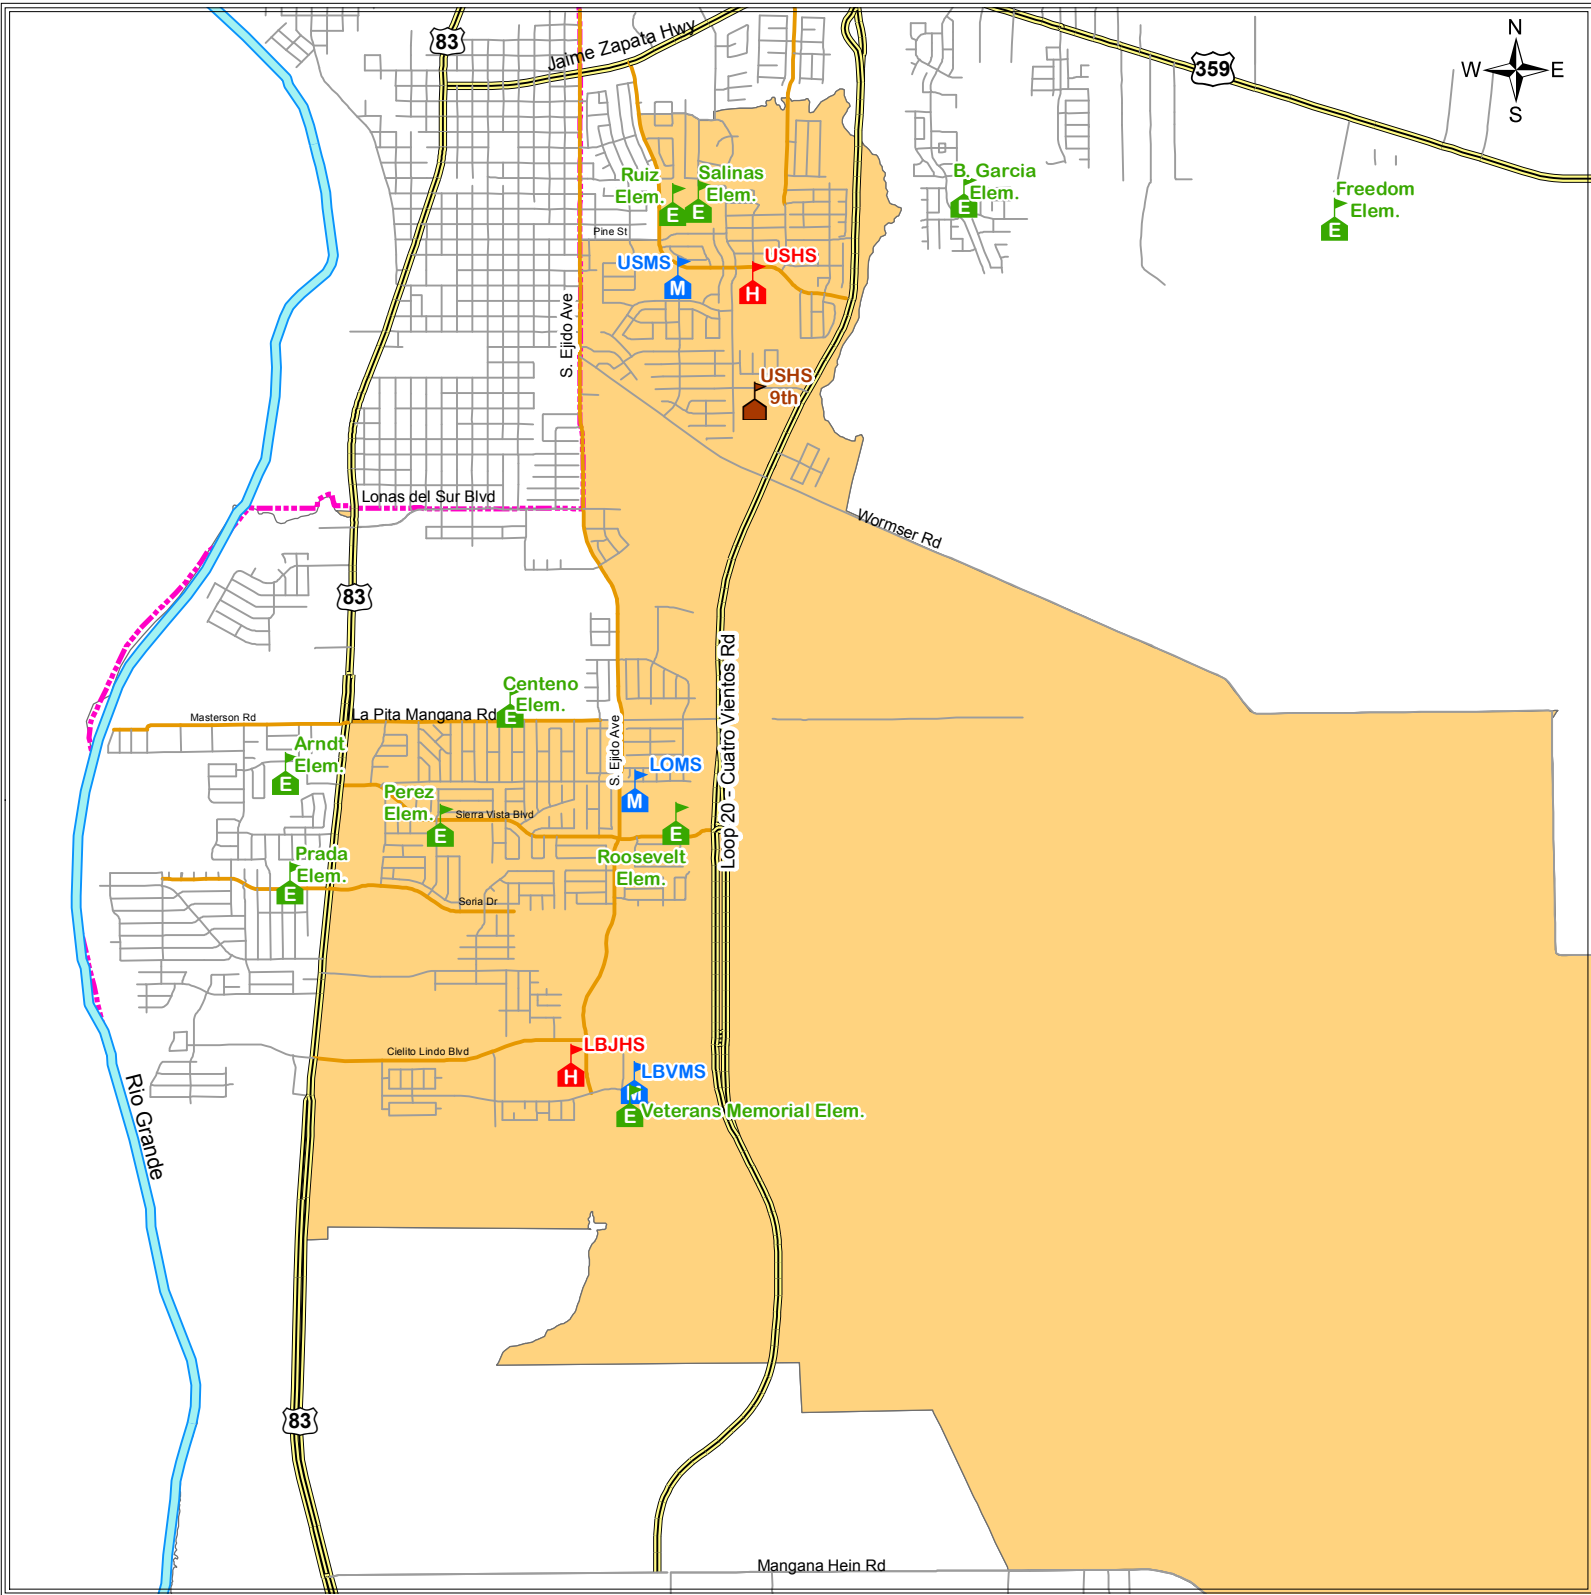 83
Jaime Zapata Hwy
359
N
W
E
S
Ruiz
Elem.
E
Salinas
Elem.
E
B. Garcia
Elem.
E
Freedom
Elem.
E
Pine St
USMS
M
USHS
H
S. Ejido Ave
USHS
9th
Lonas del Sur Blvd
Wormser Rd
83
Centeno
Elem.
E
Masterson Rd
La Pita Mangana Rd
S. Ejido Ave
Loop 20 - Cuatro Vientos Rd
Arndt
Elem.
E
LOMS
M
Perez
Elem.
E
Sierra Vista Blvd
E
Roosevelt
Elem.
Prada
Elem.
E
Soria Dr
Cielito Lindo Blvd
LBJHS
H
LBVMS
M
Veterans Memorial Elem.
E
Rio Grande
83
Mangana Hein Rd